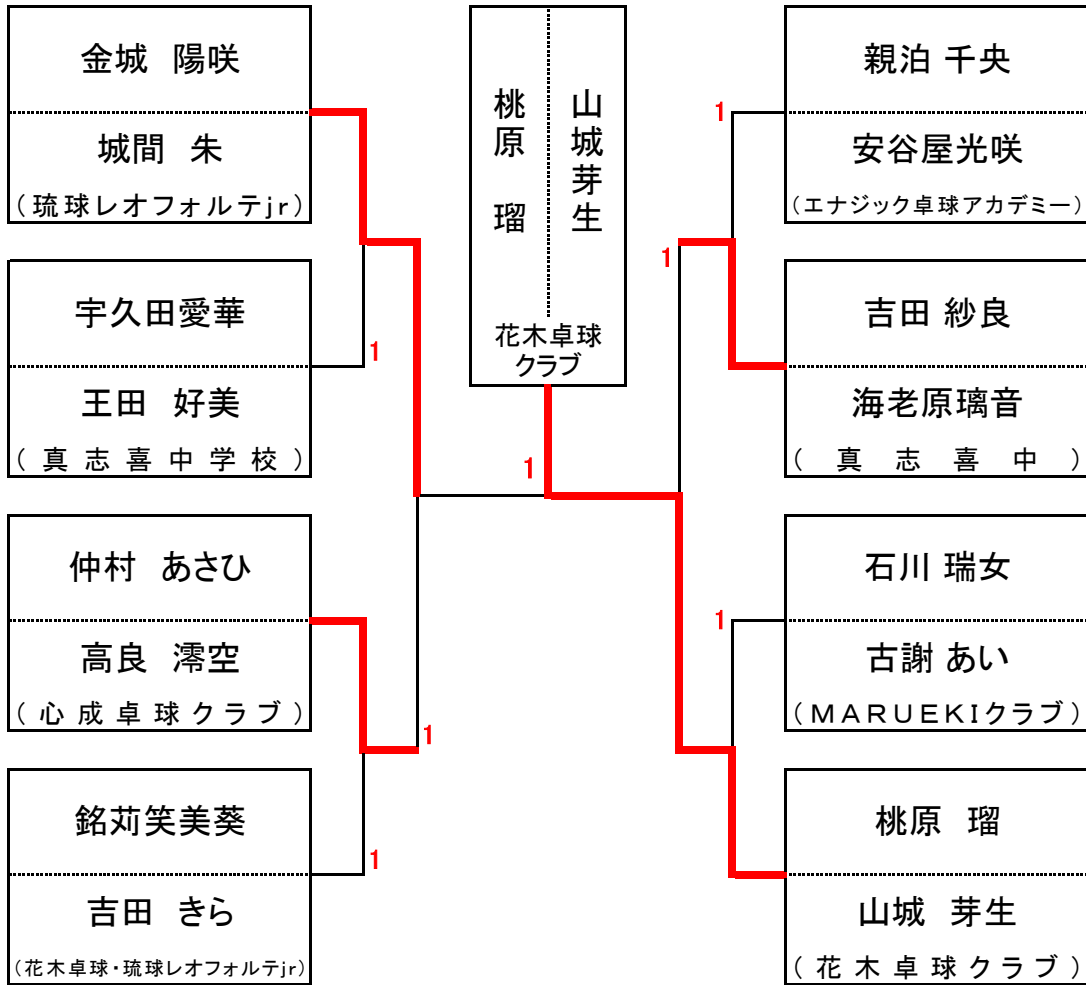 金城 陽咲
城間 朱
(琉球レオフォルテjr)
宇久田愛華
1
王田 好美
(真志喜中学校)
仲村 あさひ
高良 澪空
(心成卓球クラブ)
1
銘苅笑美葵
1
吉田 きら
(花木卓球・琉球レオフォルテjr)
桃原 瑠
山城芽生
花木卓球
クラブ
1
親泊 千央
1
安谷屋光咲
(エナジック卓球アカデミー)
1
吉田 紗良
海老原璃音
(真志喜中)
石川 瑞女
1
古謝 あい
(MARUEKIクラブ)
桃原 瑠
山城 芽生
(花木卓球クラブ)